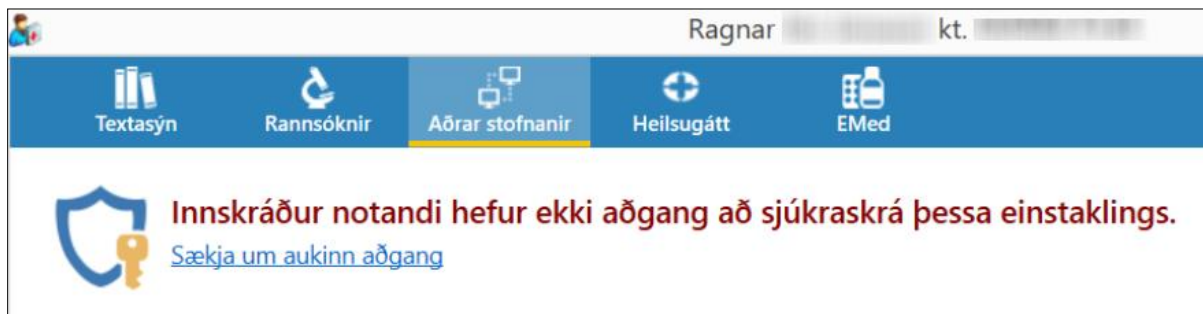 Ragnar kt.
Textasýn Rannsóknir Aðrar stofnanir Heilsugátt EMed
Innskráður notandi hefur ekki aðgang að sjúkraskrá þessa einstaklings.
Sækja um aukinn aðgang